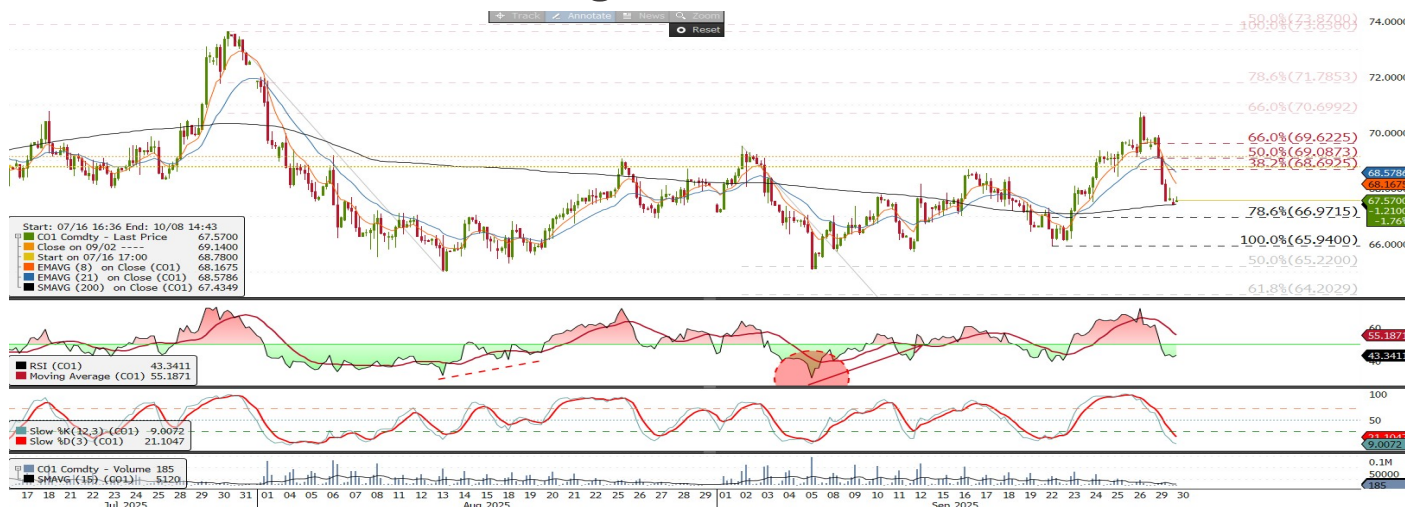 Track Annotate News Zoom
Reset
50.0%(73.8700)
100.0%(73.6380)
74.0000
78.6%(71.7853)
72.0000
66.0%(70.6992)
70.0000
66.0%(69.6225)
50.0%(69.0873)
38.2%(68.6925)
68.5786
68.1675
67.5700
-1.2100
-1.76%
78.6%(66.9715)
100.0%(65.9400)
66.0000
50.0%(65.2200)
61.8%(64.2029)
Start: 07/16 16:36 End: 10/08 14:43
CO1 Comdty - Last Price 67.5700
Close on 09/02 ---- 69.1400
Start on 07/16 17:00 68.7800
EMAVG (8) on Close (CO1) 68.1675
EMAVG (21) on Close (CO1) 68.5786
SMAVG (200) on Close (CO1) 67.4349
60
55.1871
43.3411
RSI (CO1) 43.3411
Moving Average (CO1) 55.1871
100
50
21.1047
9.0072
Slow %K(12,3) (CO1) 9.0072
Slow %D(3) (CO1) 21.1047
CO1 Comdty - Volume 185
SMAVG (15) (CO1) 5120
0.1M
50000
185
17 18 21 22 23 24 25 28 29 30 31 01 04 05 06 07 08 11 12 13 14 15 18 19 20 21 22 25 26 27 28 29 01 02 03 04 05 08 09 10 11 12 15 16 17 18 19 22 23 24 25 26 29 30
Jul 2025 Aug 2025 Sep 2025